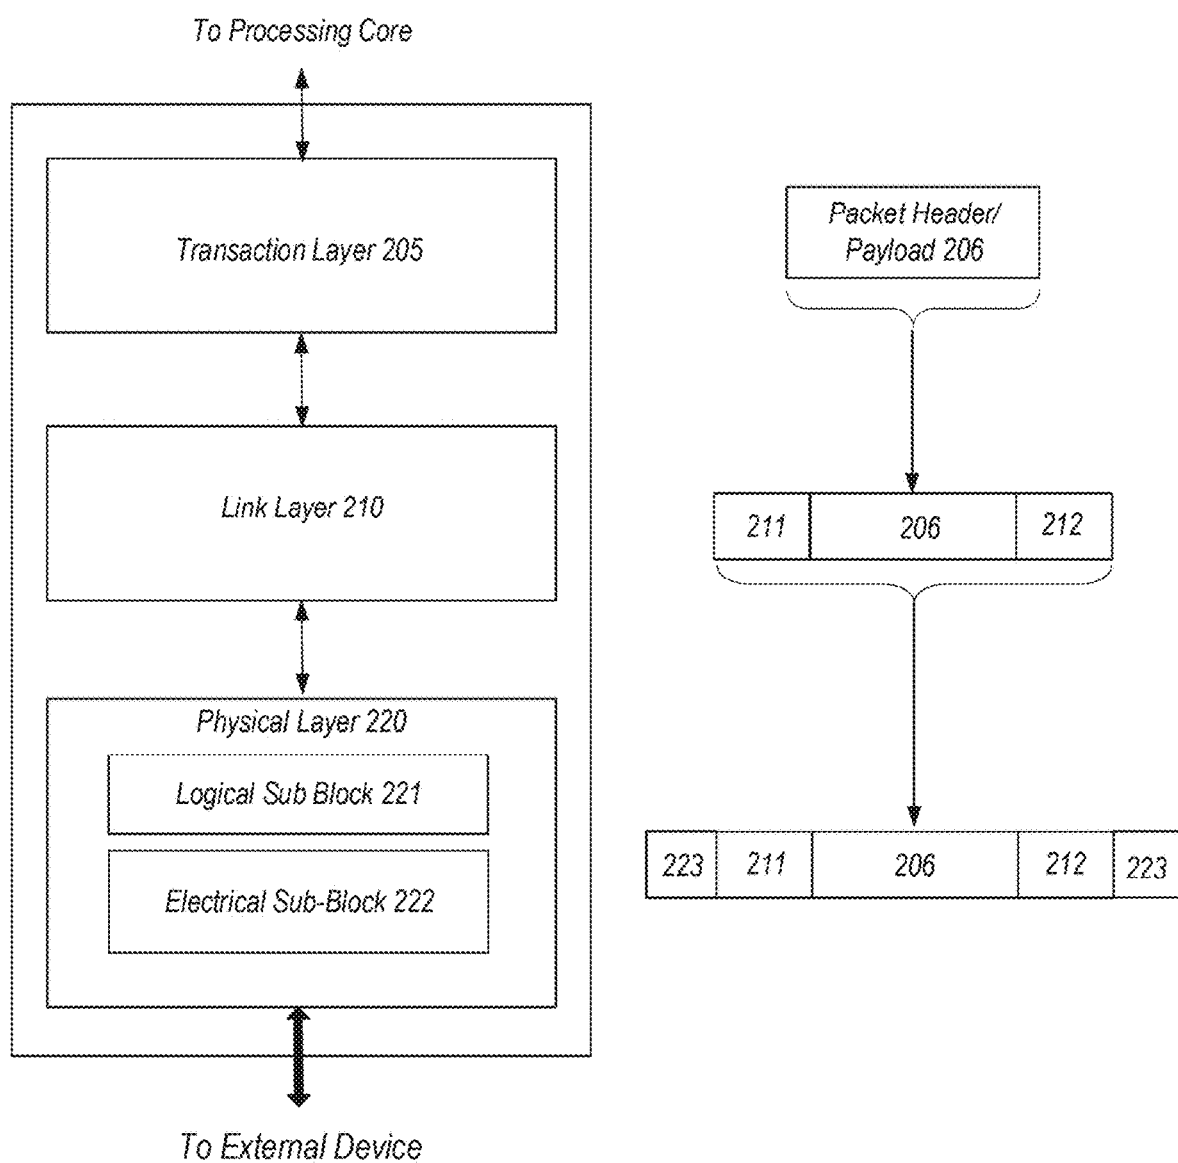 To Processing Core
Transaction Layer 205
Packet Header/
Payload 206
Link Layer 210
211 206 212
Physical Layer 220
Logical Sub Block 221
Electrical Sub-Block 222
223 211 206 212 223
To External Device